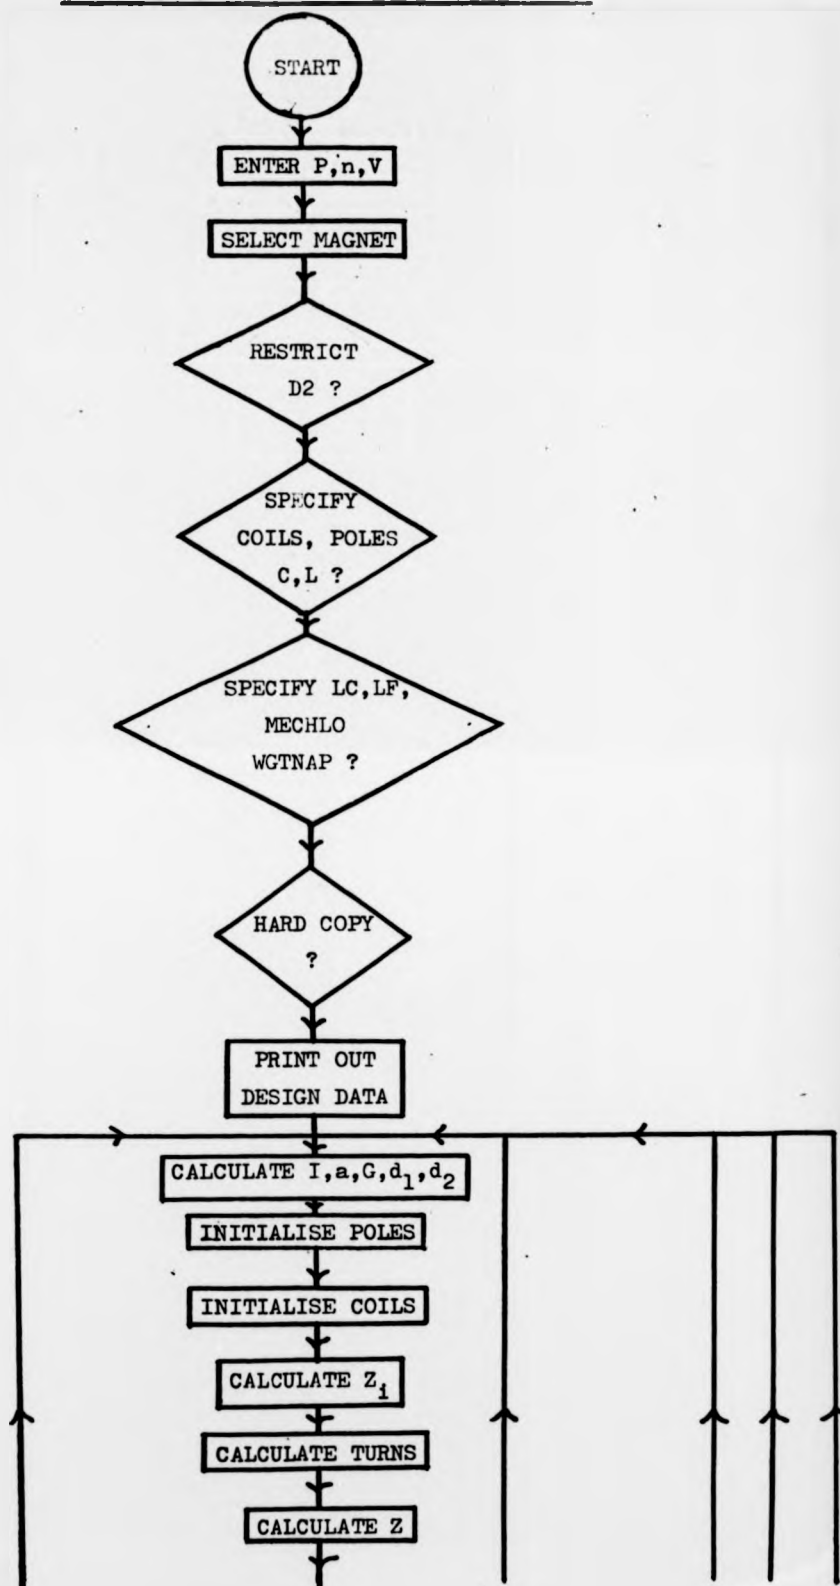 START
ENTER P,n,V
SELECT MAGNET
RESTRICT
D2 ?
SPECIFY
COILS, POLES
C,L ?
SPECIFY LC,LF,
MECHLO
WGTNAP ?
HARD COPY
?
PRINT OUT
DESIGN DATA
CALCULATE I,a,G,d₁,d₂
INITIALISE POLES
INITIALISE COILS
CALCULATE Zᵢ
CALCULATE TURNS
CALCULATE Z